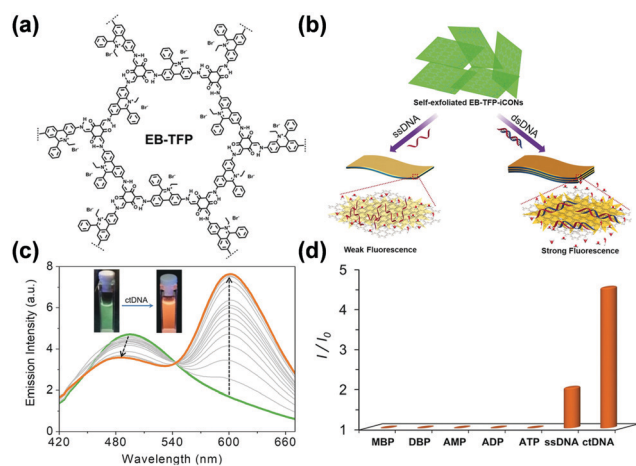 (a)
EB-TFP
(b)
Self-exfoliated EB-TFP-iCONs
ssDNA
dsDNA
Weak Fluorescence
Strong Fluorescence
(c)
Emission Intensity (a.u.)
8
6
4
2
0
ctDNA
420 480 540 600 660
Wavelength (nm)
(d)
I / I0
5
4
3
2
1
MBP DBP AMP ADP ATP ssDNA ctDNA